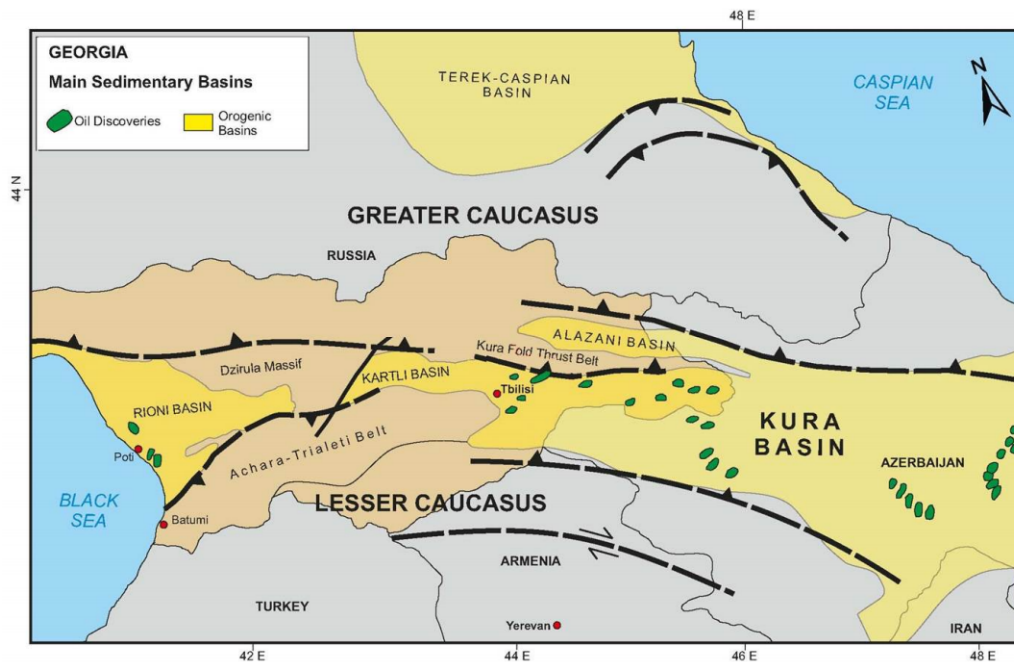 48 E
GEORGIA
Main Sedimentary Basins
Oil Discoveries
Orogenic
Basins
TEREK-CASPIAN
BASIN
CASPIAN
SEA
N
44 N
GREATER CAUCASUS
RUSSIA
ALAZANI BASIN
Kura Fold Thrust Belt
Dzirula Massif
KARTLI BASIN
Tbilisi
RIONI BASIN
KURA
BASIN
Poti
Achara-Trialeti Belt
AZERBAIJAN
BLACK
SEA
LESSER CAUCASUS
Batumi
ARMENIA
TURKEY
Yerevan
IRAN
42 E
44 E
46 E
48 E